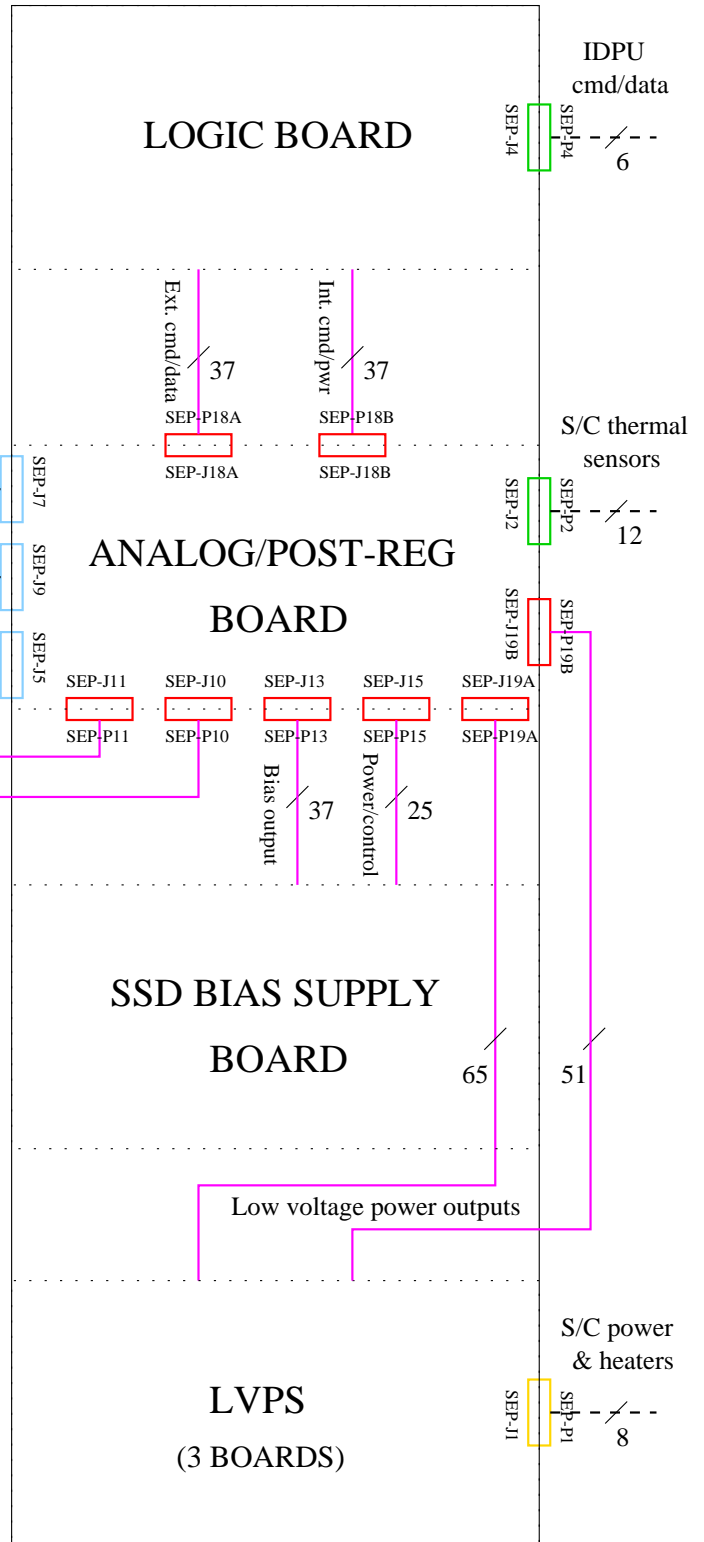 IDPU
cmd/data
LOGIC BOARD
SEP-J4
SEP-P4
6
Ext. cmd/data
37
Int. cmd/pwr
37
SEP-P18A
SEP-P18B
SEP-J18A
SEP-J18B
S/C thermal
sensors
SEP-J7
SEP-J2
SEP-P2
12
ANALOG/POST-REG
BOARD
SEP-J9
SEP-J5
SEP-J19B
SEP-P19B
SEP-J11
SEP-J10
SEP-J13
SEP-J15
SEP-J19A
SEP-P11
SEP-P10
SEP-P13
SEP-P15
SEP-P19A
Bias output
37
Power/control
25
SSD BIAS SUPPLY
BOARD
65
51
Low voltage power outputs
S/C power
& heaters
LVPS
(3 BOARDS)
SEP-J1
SEP-P1
8